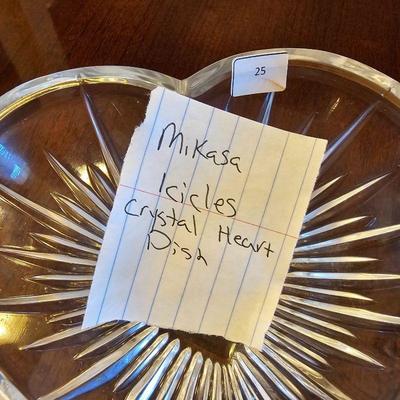 25
Mikasa
Icicles
Crystal Heart
Dish